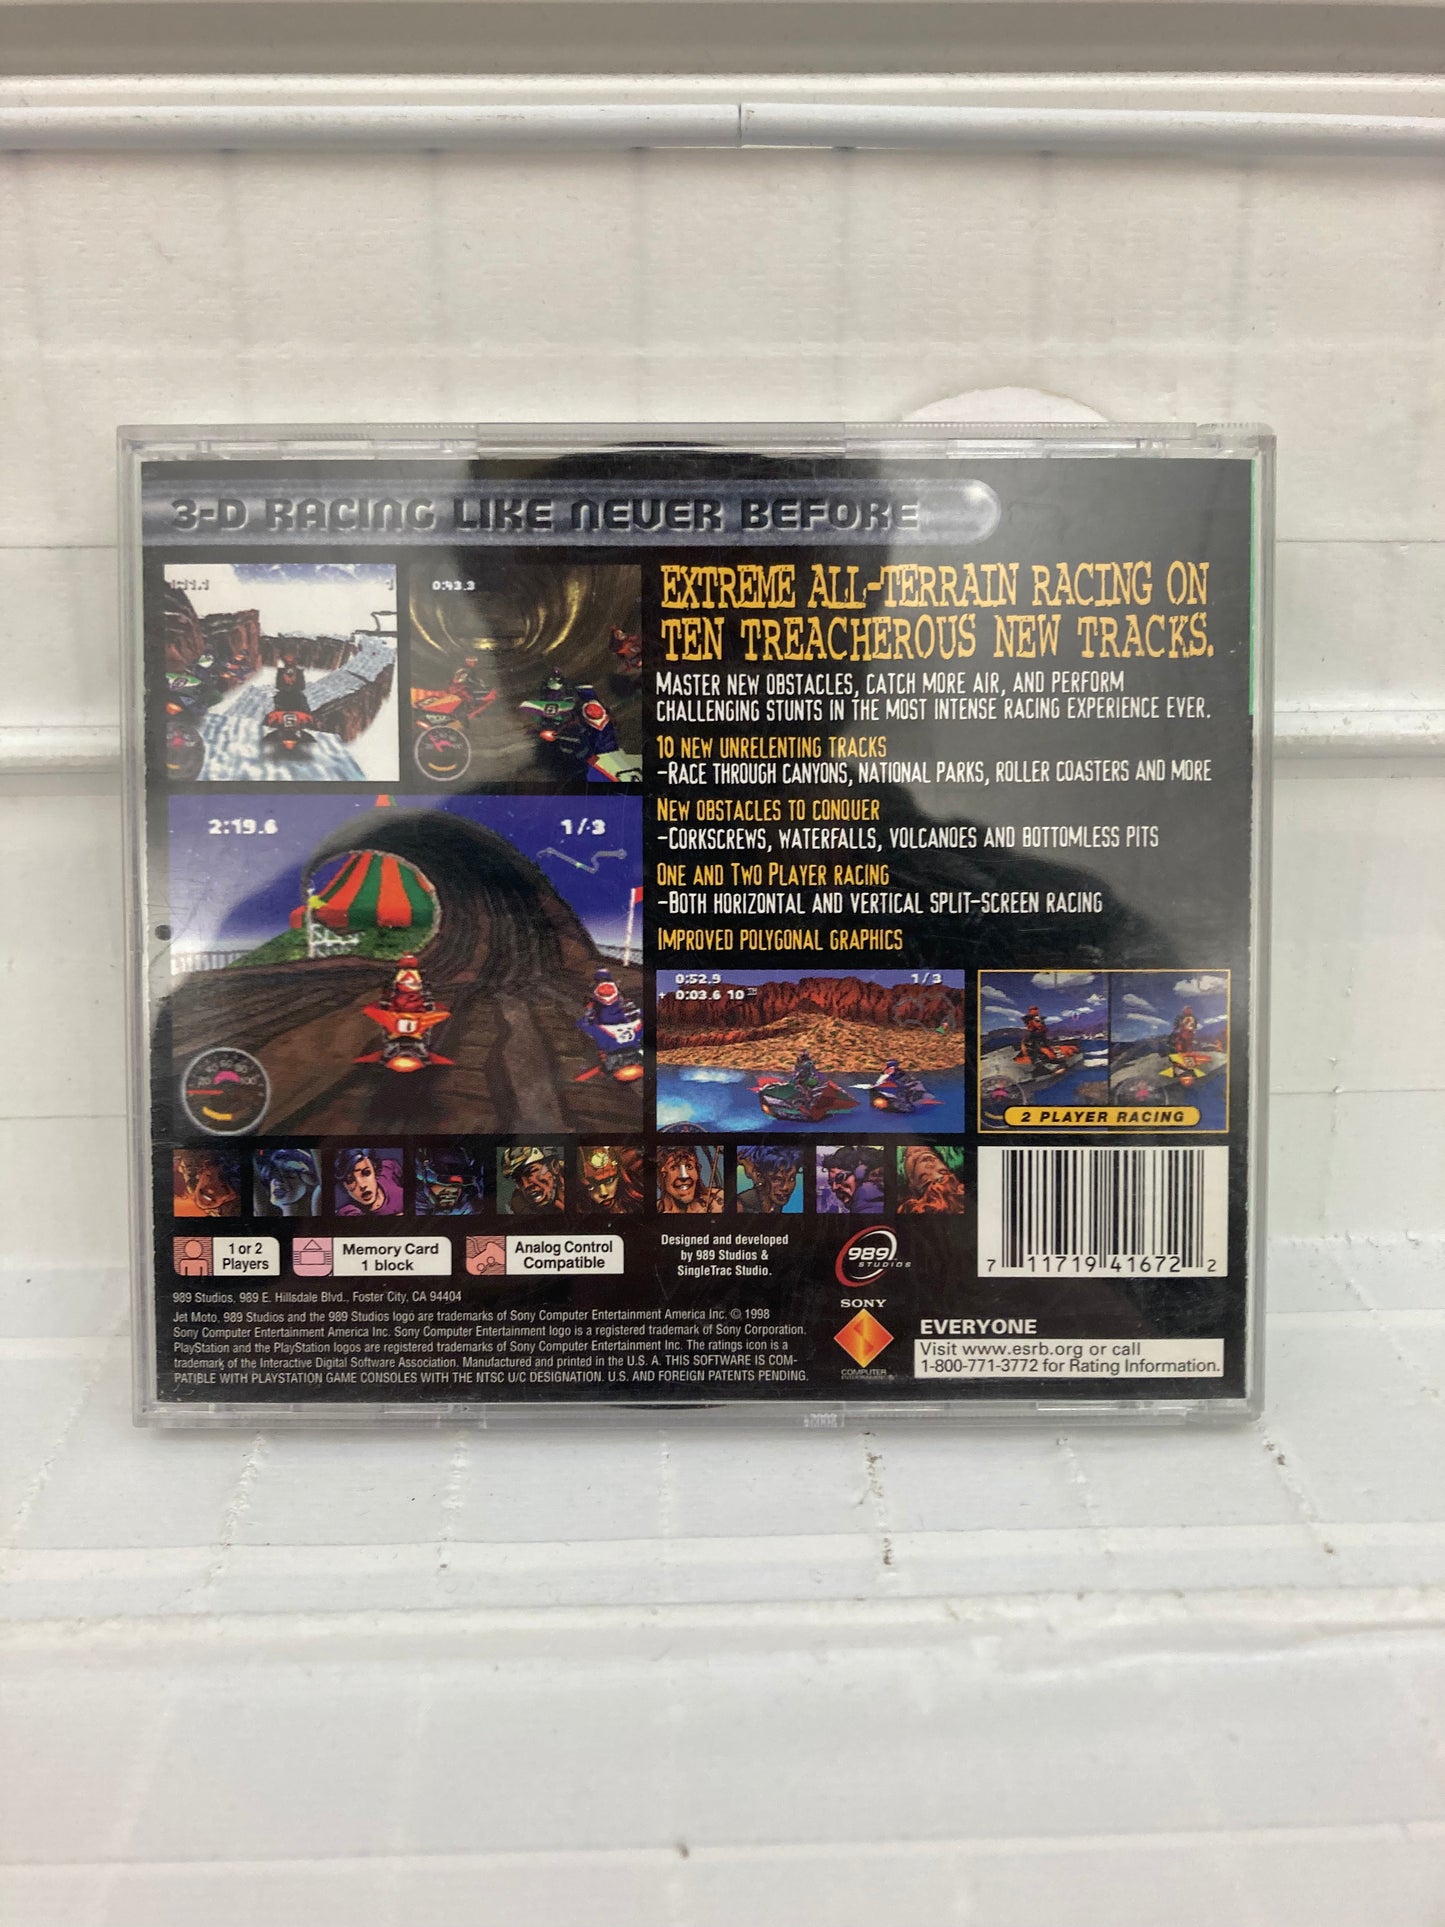 3-D RACING LIKE NEVER BEFORE
0:43.3
EXTREME ALL-TERRAIN RACING ON
TEN TREACHEROUS NEW TRACKS.
MASTER NEW OBSTACLES, CATCH MORE AIR, AND PERFORM
CHALLENGING STUNTS IN THE MOST INTENSE RACING EXPERIENCE EVER.
10 NEW UNRELENTING TRACKS
-RACE THROUGH CANYONS, NATIONAL PARKS, ROLLER COASTERS AND MORE
NEW OBSTACLES TO CONQUER
-CORKSCREWS, WATERFALLS, VOLCANOES AND BOTTOMLESS PITS
ONE AND TWO PLAYER RACING
-BOTH HORIZONTAL AND VERTICAL SPLIT-SCREEN RACING
IMPROVED POLYGONAL GRAPHICS
2:19.6 1/3
0:52.9 1/3
+ 0:03.6 10TH
2 PLAYER RACING
1 or 2
Players
Memory Card
1 block
Analog Control
Compatible
Designed and developed
by 989 Studios &
SingleTrac Studio.
989
STUDIOS
7 11719 41672 2
989 Studios, 989 E. Hillsdale Blvd., Foster City, CA 94404
Jet Moto, 989 Studios and the 989 Studios logo are trademarks of Sony Computer Entertainment America Inc. © 1998
Sony Computer Entertainment America Inc. Sony Computer Entertainment logo is a registered trademark of Sony Corporation.
PlayStation and the PlayStation logos are registered trademarks of Sony Computer Entertainment Inc. The ratings icon is a
trademark of the Interactive Digital Software Association. Manufactured and printed in the U.S. A. THIS SOFTWARE IS COM-
PATIBLE WITH PLAYSTATION GAME CONSOLES WITH THE NTSC U/C DESIGNATION. U.S. AND FOREIGN PATENTS PENDING.
SONY
COMPUTER
ENTERTAINMENT
EVERYONE
Visit www.esrb.org or call
1-800-771-3772 for Rating Information.